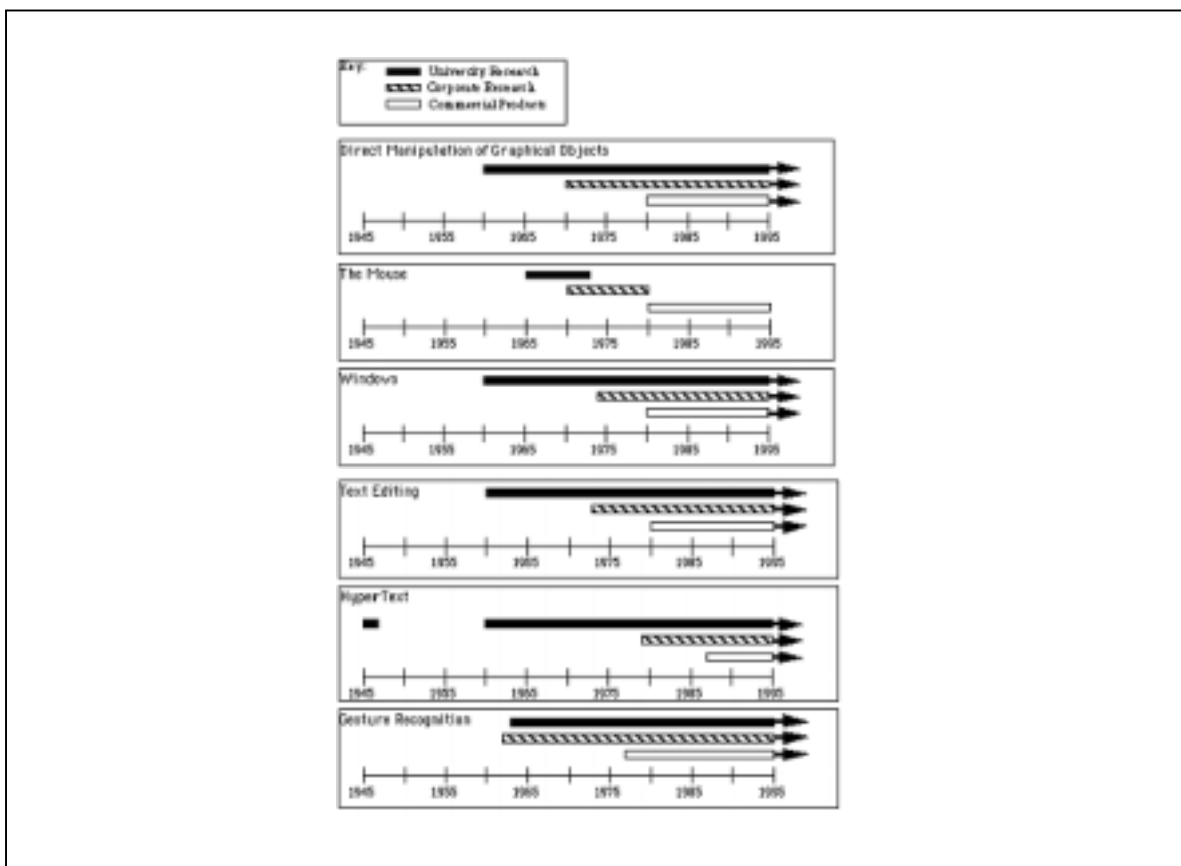 Key:
University Research
Corporate Research
Commercial Products
Direct Manipulation of Graphical Objects
1945 1955 1965 1975 1985 1995
The Mouse
1945 1955 1965 1975 1985 1995
Windows
1945 1955 1965 1975 1985 1995
Text Editing
1945 1955 1965 1975 1985 1995
HyperText
1945 1955 1965 1975 1985 1995
Gesture Recognition
1945 1955 1965 1975 1985 1995